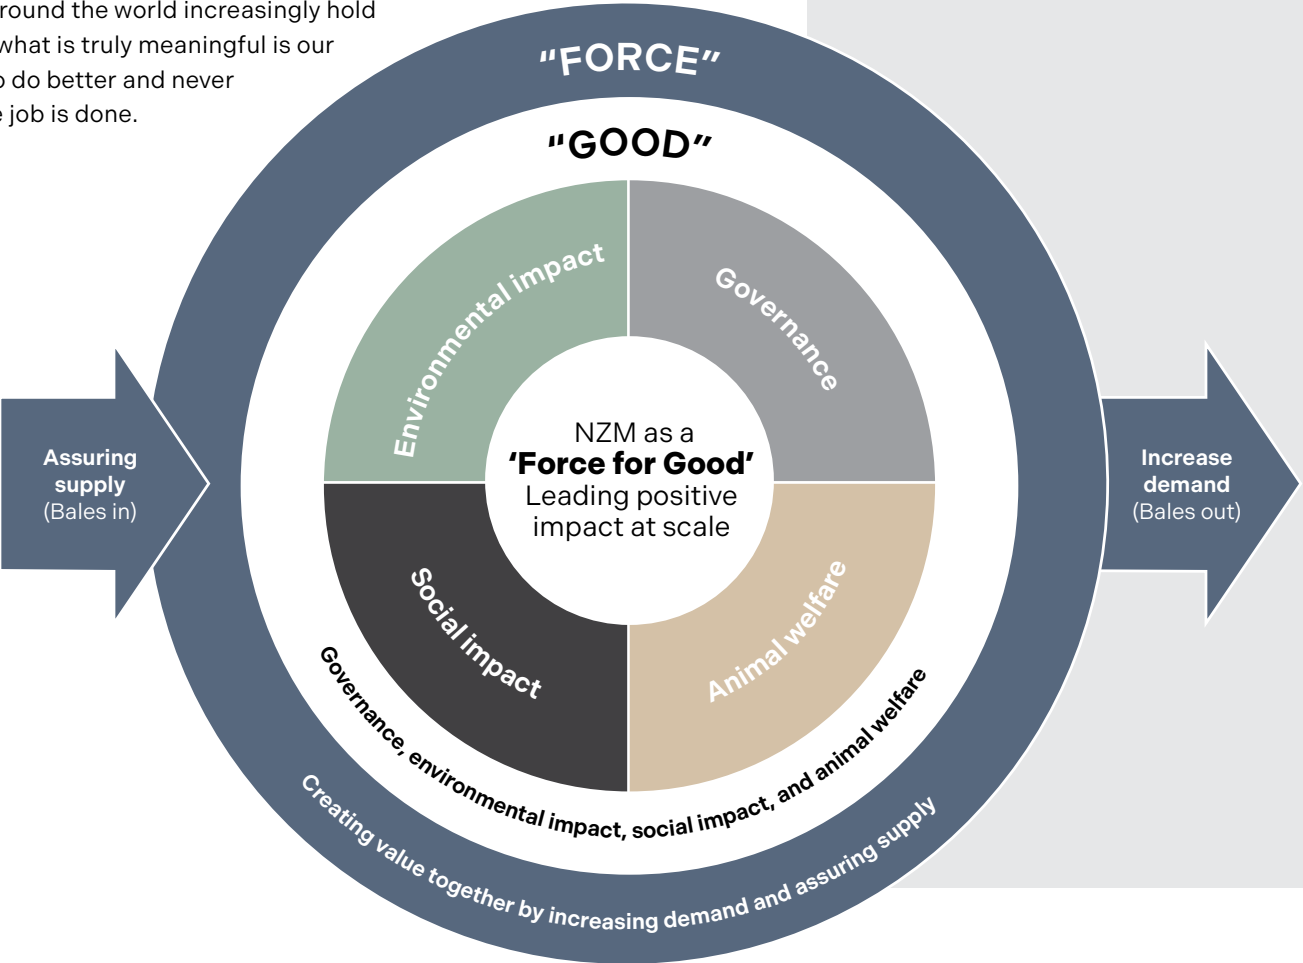 round the world increasingly hold
what is truly meaningful is our
o do better and never
e job is done.
“FORCE”
“GOOD”
Environmental impact
Governance
NZM as a
‘Force for Good’
Leading positive
impact at scale
Assuring
supply
(Bales in)
Increase
demand
(Bales out)
Social impact
Animal welfare
Governance, environmental impact, social impact, and animal welfare
Creating value together by increasing demand and assuring supply